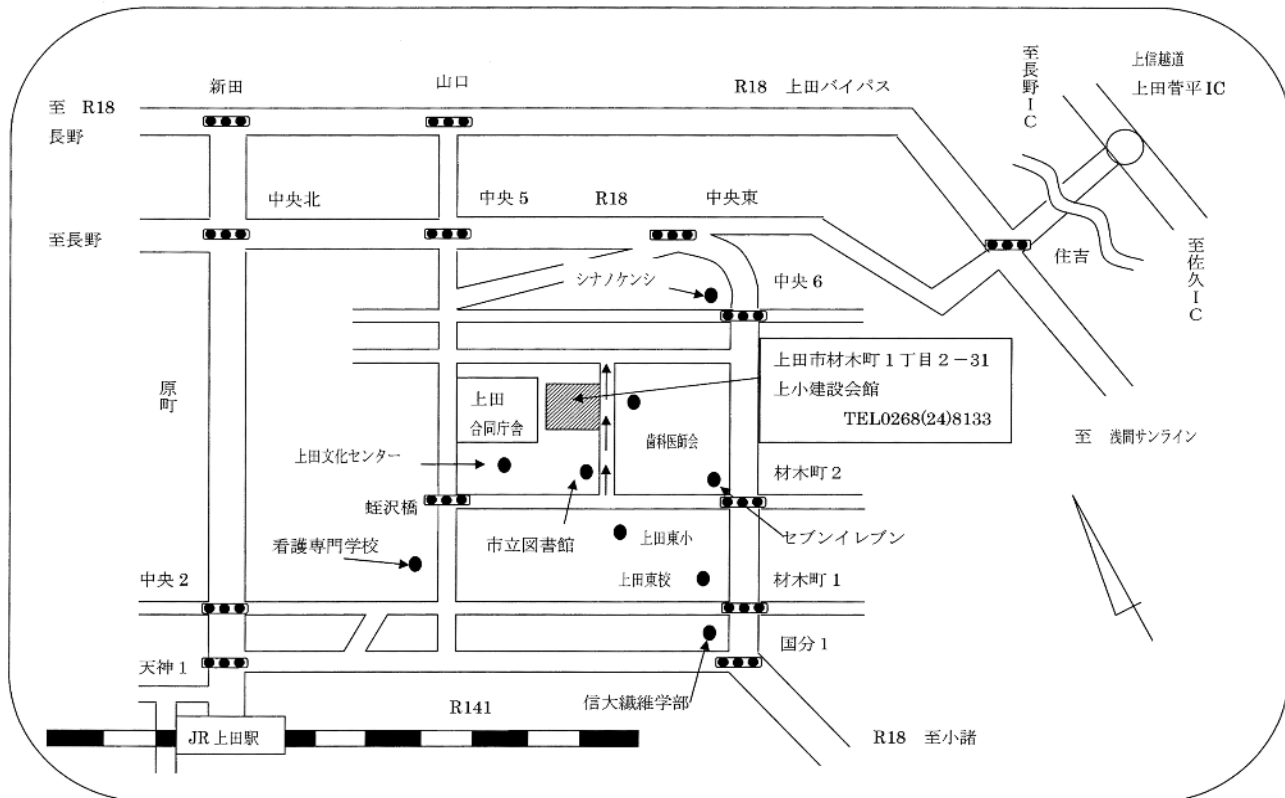 至長野IC
上信越道
上田菅平IC
新田
山口
R18 上田バイパス
至 R18
長野
中央北
中央5
R18
中央東
至長野
住吉
至佐久IC
シナノケンシ
中央6
原町
上田
合同庁舎
上田市材木町1丁目2-31
上小建設会館
TEL0268(24)8133
歯科医師会
至 浅間サンライン
上田文化センター
材木町2
蛭沢橋
看護専門学校
市立図書館
上田東小
セブンイレブン
中央2
上田東校
材木町1
天神1
国分1
信大繊維学部
R141
JR上田駅
R18 至小諸